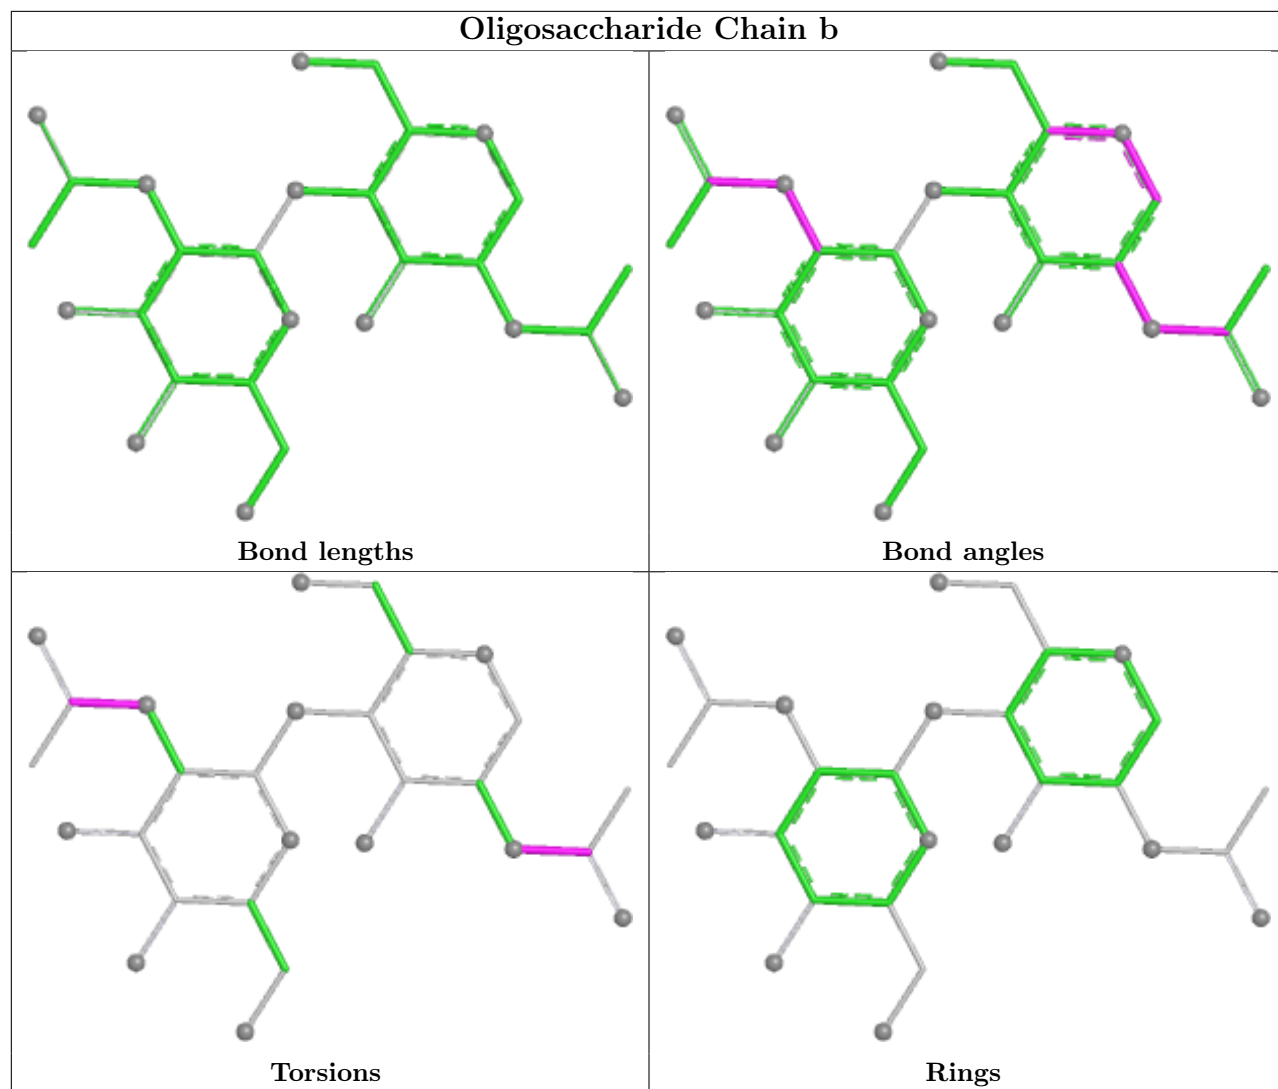 Oligosaccharide Chain b
Bond lengths
Bond angles
Torsions
Rings